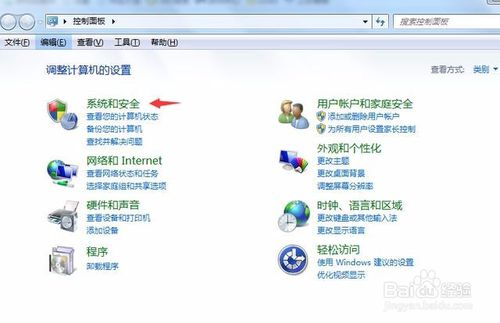 控制面板
搜索控制面板
文件(F) 编辑(E) 查看(V) 工具(T) 帮助(H)
调整计算机的设置
查看方式: 类别
系统和安全
查看您的计算机状态
备份您的计算机
查找并解决问题
网络和 Internet
查看网络状态和任务
选择家庭组和共享选项
硬件和声音
查看设备和打印机
添加设备
程序
卸载程序
用户帐户和家庭安全
添加或删除用户帐户
为所有用户设置家长控制
外观和个性化
更改主题
更改桌面背景
调整屏幕分辨率
时钟、语言和区域
更改键盘或其他输入法
更改显示语言
轻松访问
使用 Windows 建议的设置
优化视频显示
Baidu 经验
jingyan.baidu.com